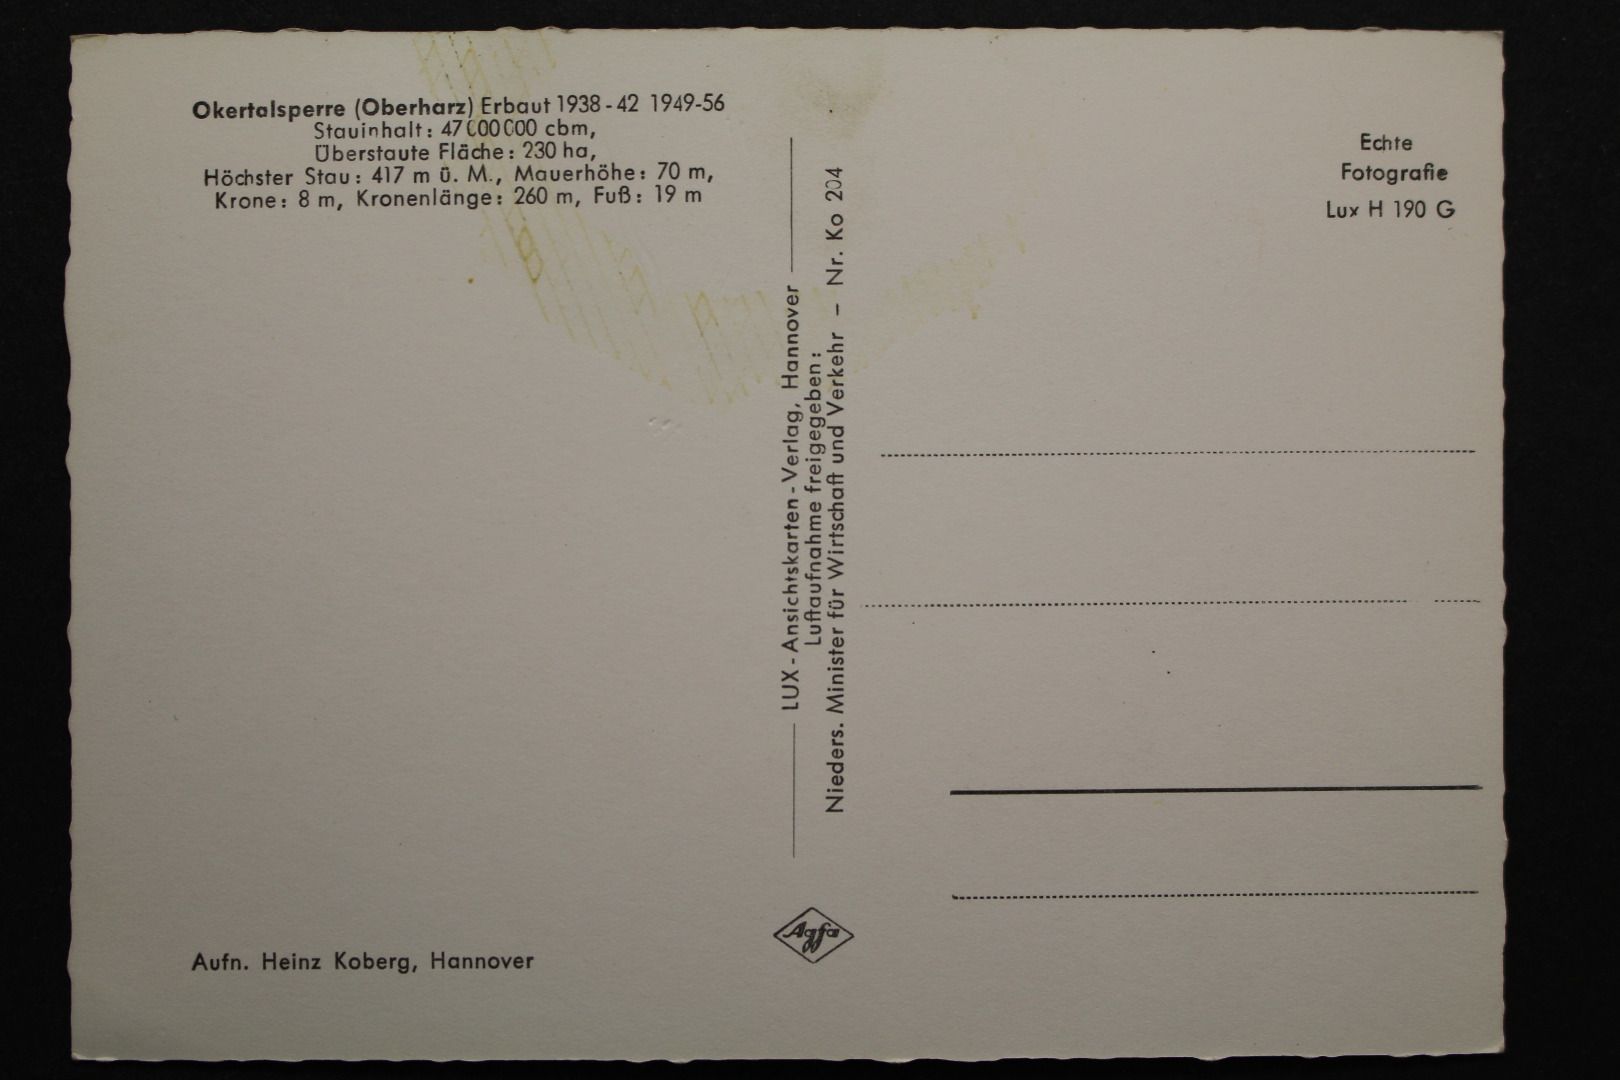 Okertalsperre (Oberharz) Erbaut 1938-42 1949-56
Stauinhalt: 47000000 cbm,
Überstaute Fläche: 230 ha,
Höchster Stau: 417 m ü. M., Mauerhöhe: 70 m,
Krone: 8 m, Kronenlänge: 260 m, Fuß: 19 m
Aufn. Heinz Koberg, Hannover
LUX-Ansichtskarten-Verlag, Hannover
Luftaufnahme freigegeben:
Nieders. Minister für Wirtschaft und Verkehr – Nr. Ko 204
Agfa
Echte
Fotografie
Lux H 190 G